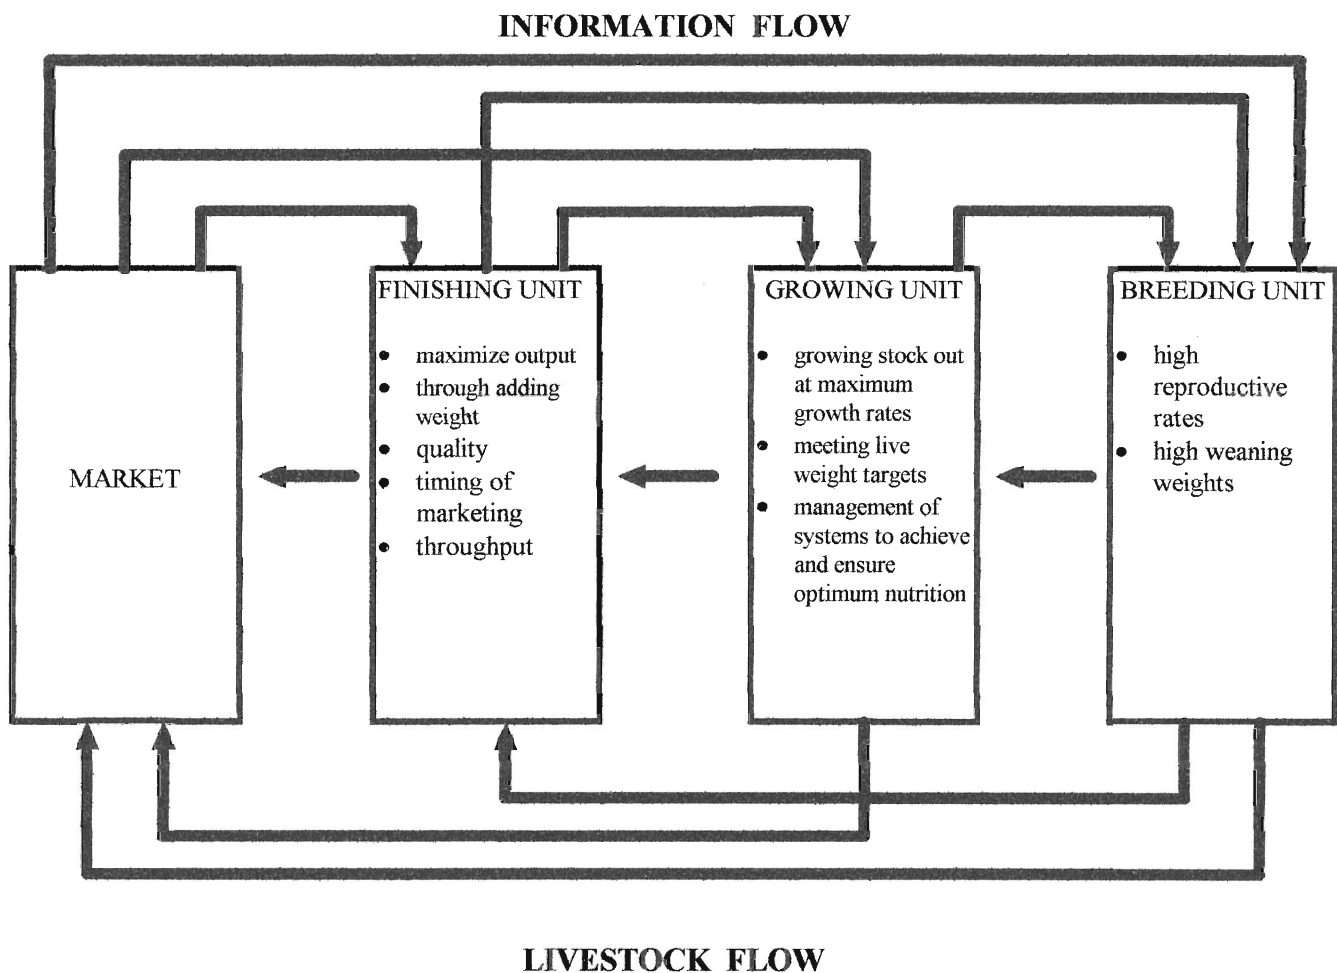 INFORMATION FLOW
MARKET
FINISHING UNIT
• maximize output
• through adding
weight
• quality
• timing of
marketing
• throughput
GROWING UNIT
• growing stock out
at maximum
growth rates
• meeting live
weight targets
• management of
systems to achieve
and ensure
optimum nutrition
BREEDING UNIT
• high
reproductive
rates
• high weaning
weights
LIVESTOCK FLOW